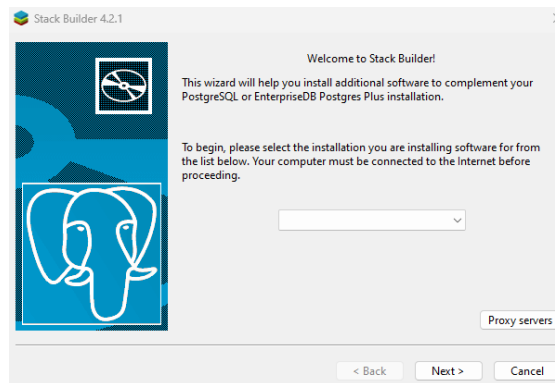 Stack Builder 4.2.1
Welcome to Stack Builder!
This wizard will help you install additional software to complement your
PostgreSQL or EnterpriseDB Postgres Plus installation.
To begin, please select the installation you are installing software for from
the list below. Your computer must be connected to the Internet before
proceeding.
Proxy servers
< Back
Next >
Cancel